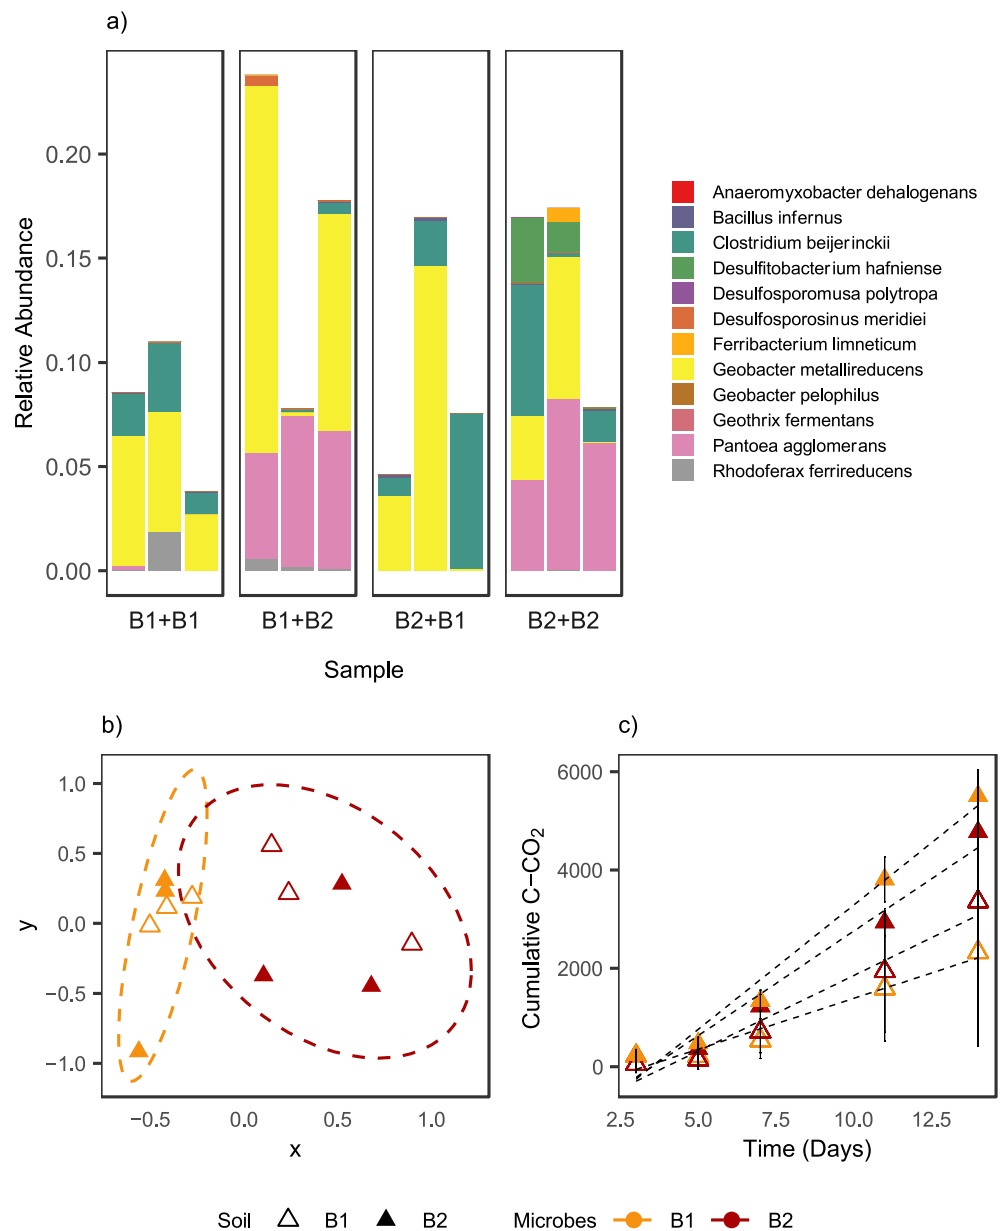 a)
Relative Abundance
0.20
0.15
0.10
0.05
0.00
B1+B1
B1+B2
B2+B1
B2+B2
Sample
Anaeromyxobacter dehalogenans
Bacillus infernus
Clostridium beijerinckii
Desulfitobacterium hafniense
Desulfosporomusa polytropa
Desulfosporosinus meridiei
Ferribacterium limneticum
Geobacter metallireducens
Geobacter pelophilus
Geothrix fermentans
Pantoea agglomerans
Rhodoferax ferrireducens
b)
y
1.0
0.5
0.0
−0.5
−1.0
−0.5
0.0
0.5
1.0
x
c)
Cumulative C−CO₂
6000
4000
2000
0
2.5
5.0
7.5
10.0
12.5
Time (Days)
Soil B1 B2 Microbes B1 B2